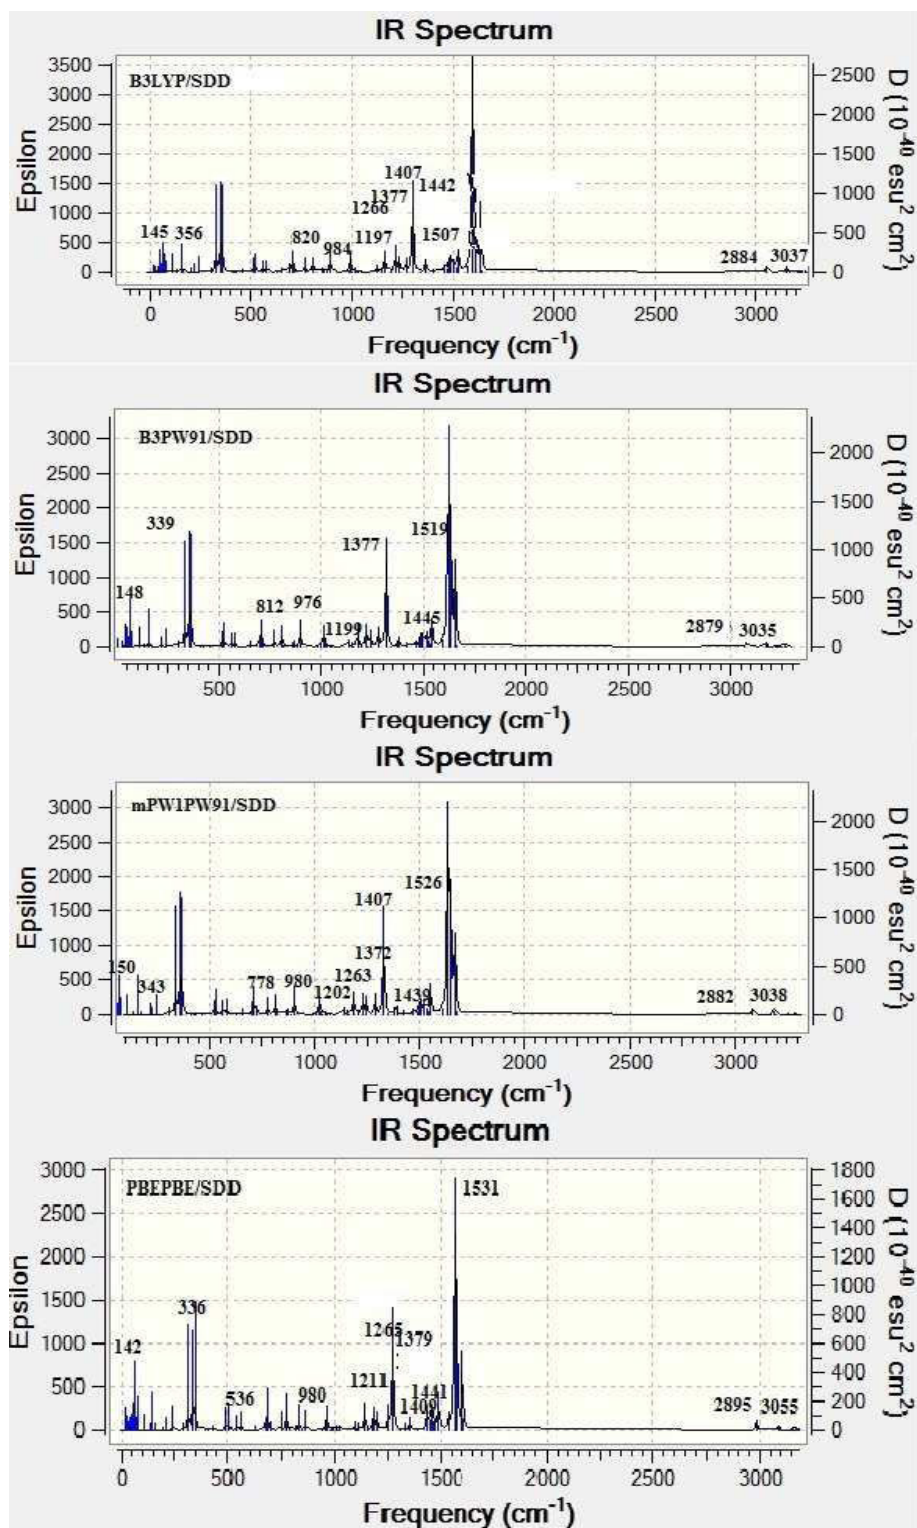 IR Spectrum
B3LYP/SDD
Epsilon
3500
3000
2500
2000
1500
1000
500
0
D (10-40 esu2 cm2)
2500
2000
1500
1000
500
0
145 356 820 984 1197 1266 1377 1407 1442 1507 2884 3037
0 500 1000 1500 2000 2500 3000
Frequency (cm-1)
IR Spectrum
B3PW91/SDD
Epsilon
3000
2500
2000
1500
1000
500
0
D (10-40 esu2 cm2)
2000
1500
1000
500
0
148 339 812 976 1199 1377 1445 1519 2879 3035
500 1000 1500 2000 2500 3000
Frequency (cm-1)
IR Spectrum
mPW1PW91/SDD
Epsilon
3000
2500
2000
1500
1000
500
0
D (10-40 esu2 cm2)
2000
1500
1000
500
0
150 343 778 980 1202 1263 1372 1407 1439 1526 2882 3038
500 1000 1500 2000 2500 3000
Frequency (cm-1)
IR Spectrum
PBEPBE/SDD
Epsilon
3000
2500
2000
1500
1000
500
0
D (10-40 esu2 cm2)
1800
1600
1400
1200
1000
800
600
400
200
0
142 336 536 980 1211 1265 1379 1409 1441 1531 2895 3055
0 500 1000 1500 2000 2500 3000
Frequency (cm-1)